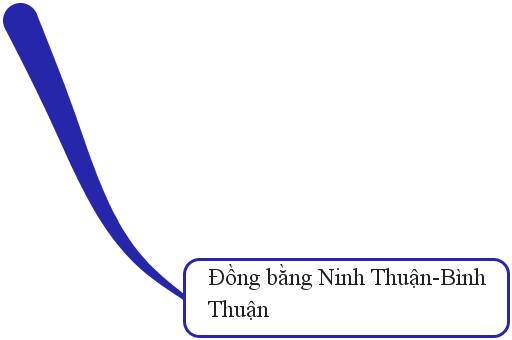 Đồng bằng Ninh Thuận-Bình
Thuận